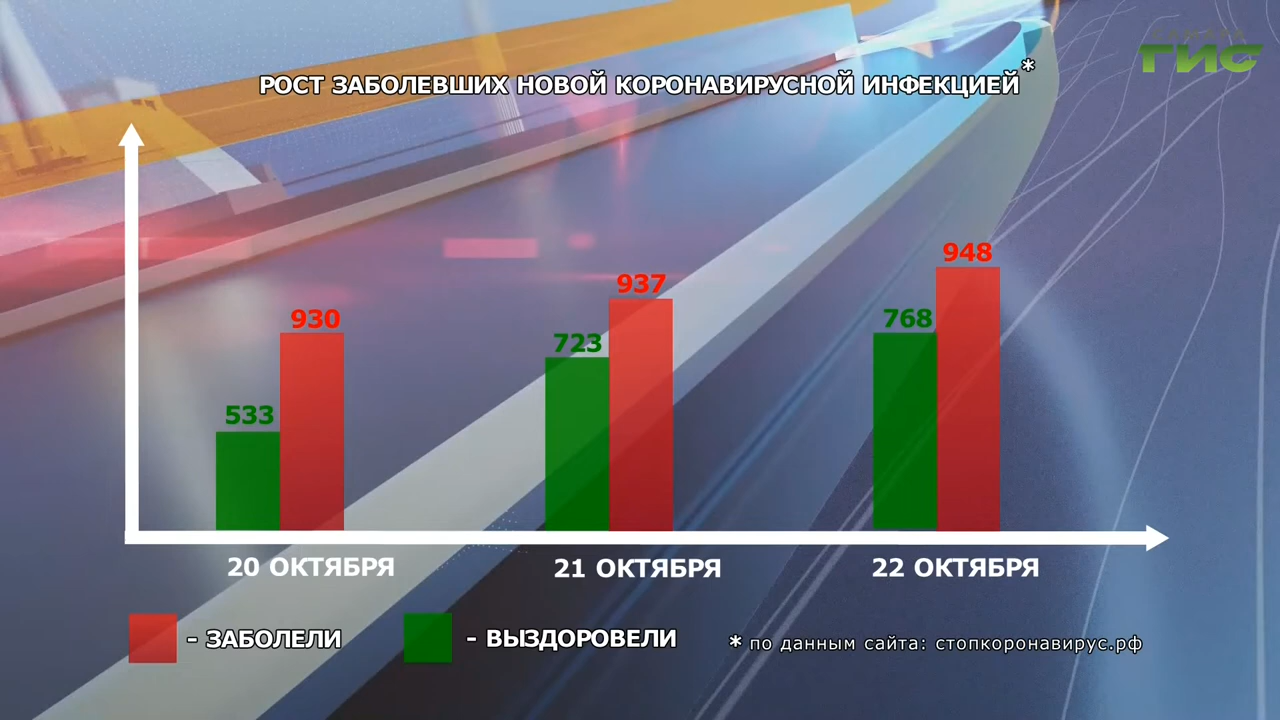 САМАРА
ГИС
РОСТ ЗАБОЛЕВШИХ НОВОЙ КОРОНАВИРУСНОЙ ИНФЕКЦИЕЙ*
533 930
723 937
768 948
20 ОКТЯБРЯ 21 ОКТЯБРЯ 22 ОКТЯБРЯ
- ЗАБОЛЕЛИ - ВЫЗДОРОВЕЛИ * по данным сайта: стопкоронавирус.рф